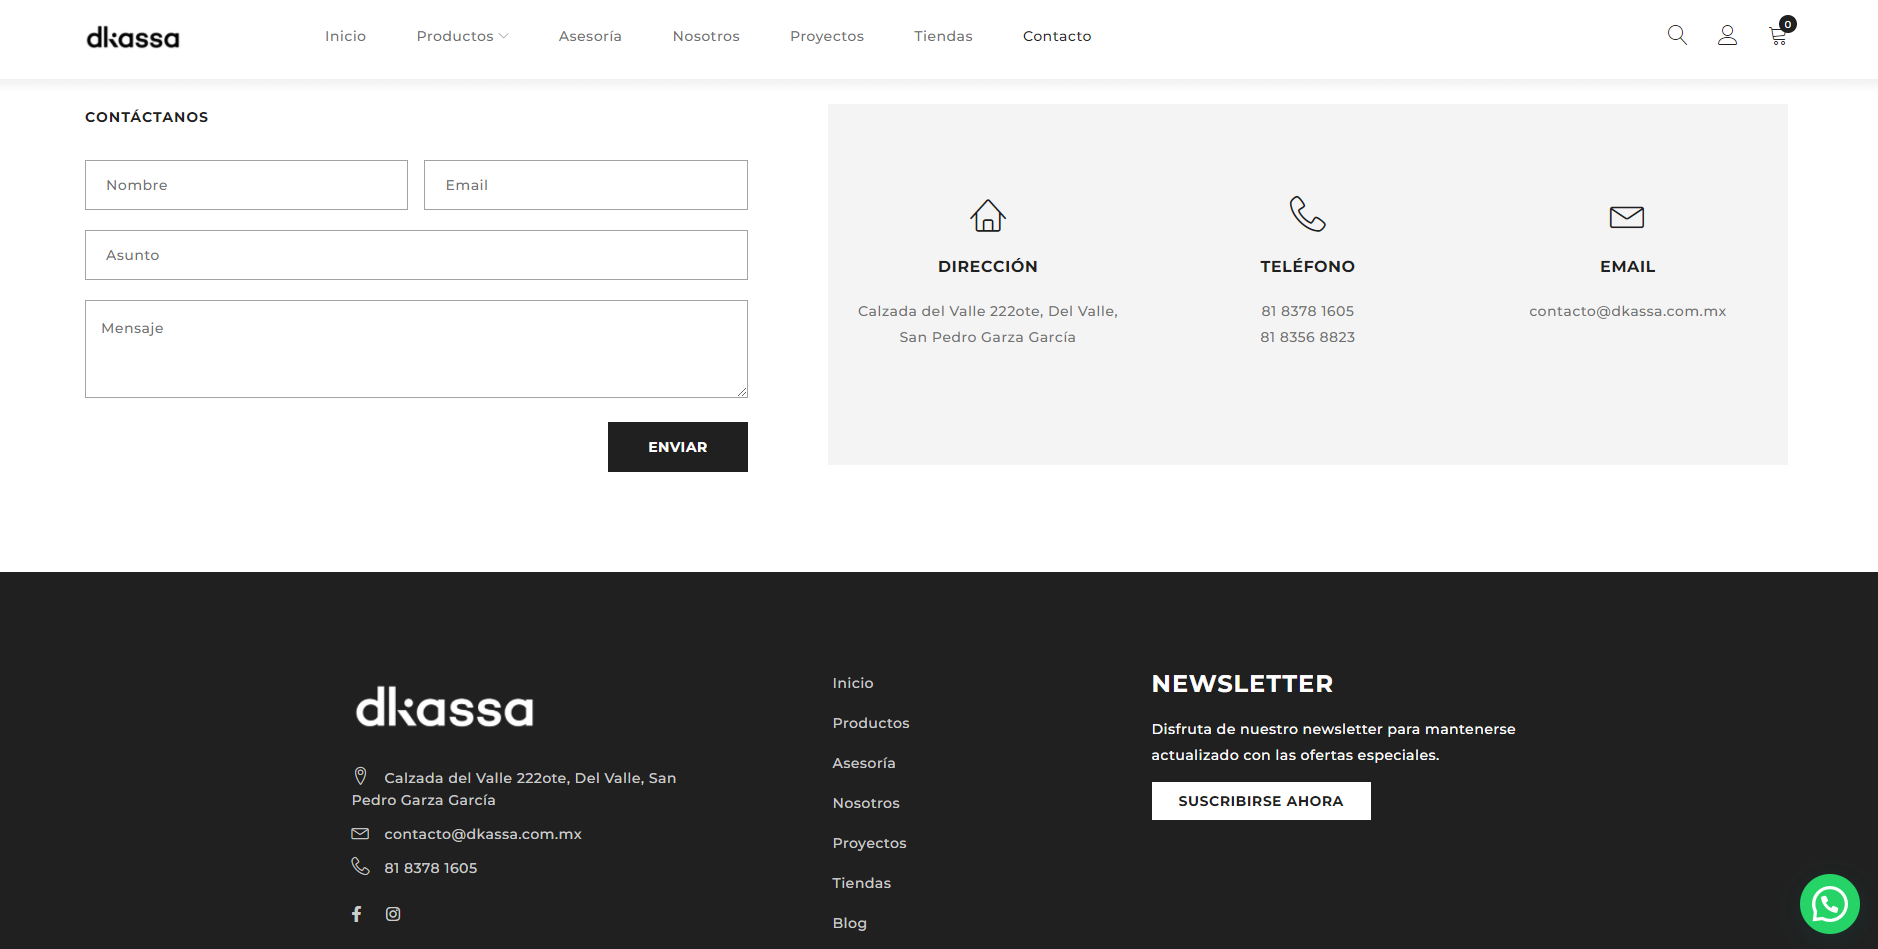 dkassa
Inicio
Productos
Asesoría
Nosotros
Proyectos
Tiendas
Contacto
0
CONTÁCTANOS
Nombre
Email
Asunto
Mensaje
ENVIAR
DIRECCIÓN
Calzada del Valle 222ote, Del Valle,
San Pedro Garza García
TELÉFONO
81 8378 1605
81 8356 8823
EMAIL
contacto@dkassa.com.mx
dkassa
Calzada del Valle 222ote, Del Valle, San
Pedro Garza García
contacto@dkassa.com.mx
81 8378 1605
Inicio
Productos
Asesoría
Nosotros
Proyectos
Tiendas
Blog
NEWSLETTER
Disfruta de nuestro newsletter para mantenerse
actualizado con las ofertas especiales.
SUSCRIBIRSE AHORA